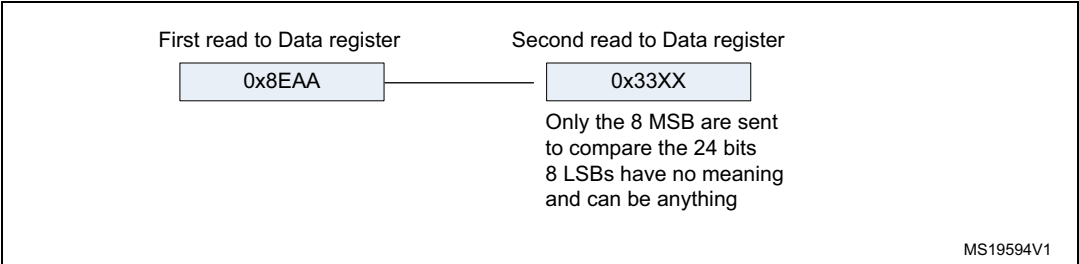 First read to Data register
Second read to Data register
0x8EAA
0x33XX
Only the 8 MSB are sent
to compare the 24 bits
8 LSBs have no meaning
and can be anything
MS19594V1